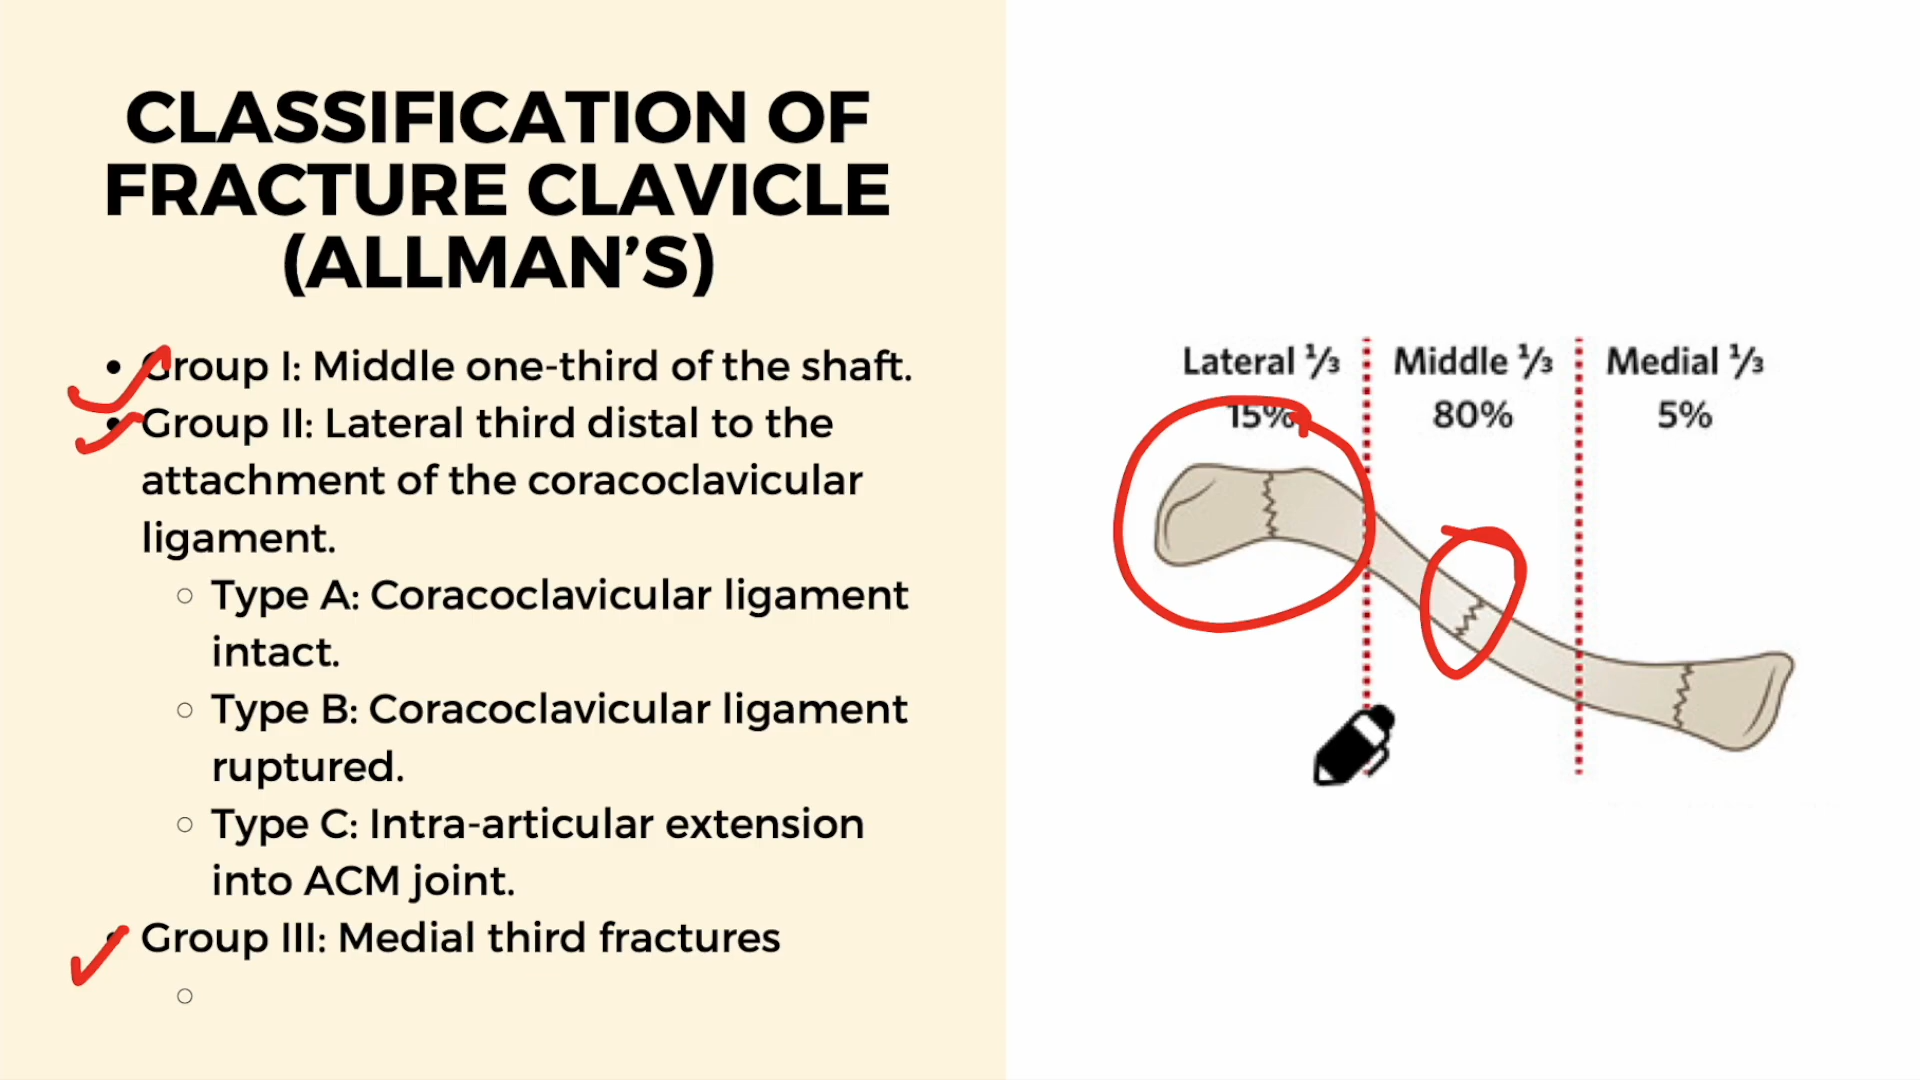 CLASSIFICATION OF
FRACTURE CLAVICLE
(ALLMAN’S)
• Group I: Middle one-third of the shaft.
• Group II: Lateral third distal to the
attachment of the coracoclavicular
ligament.
○ Type A: Coracoclavicular ligament
intact.
○ Type B: Coracoclavicular ligament
ruptured.
○ Type C: Intra-articular extension
into ACM joint.
• Group III: Medial third fractures
○
Lateral ⅓ Middle ⅓ Medial ⅓
15% 80% 5%